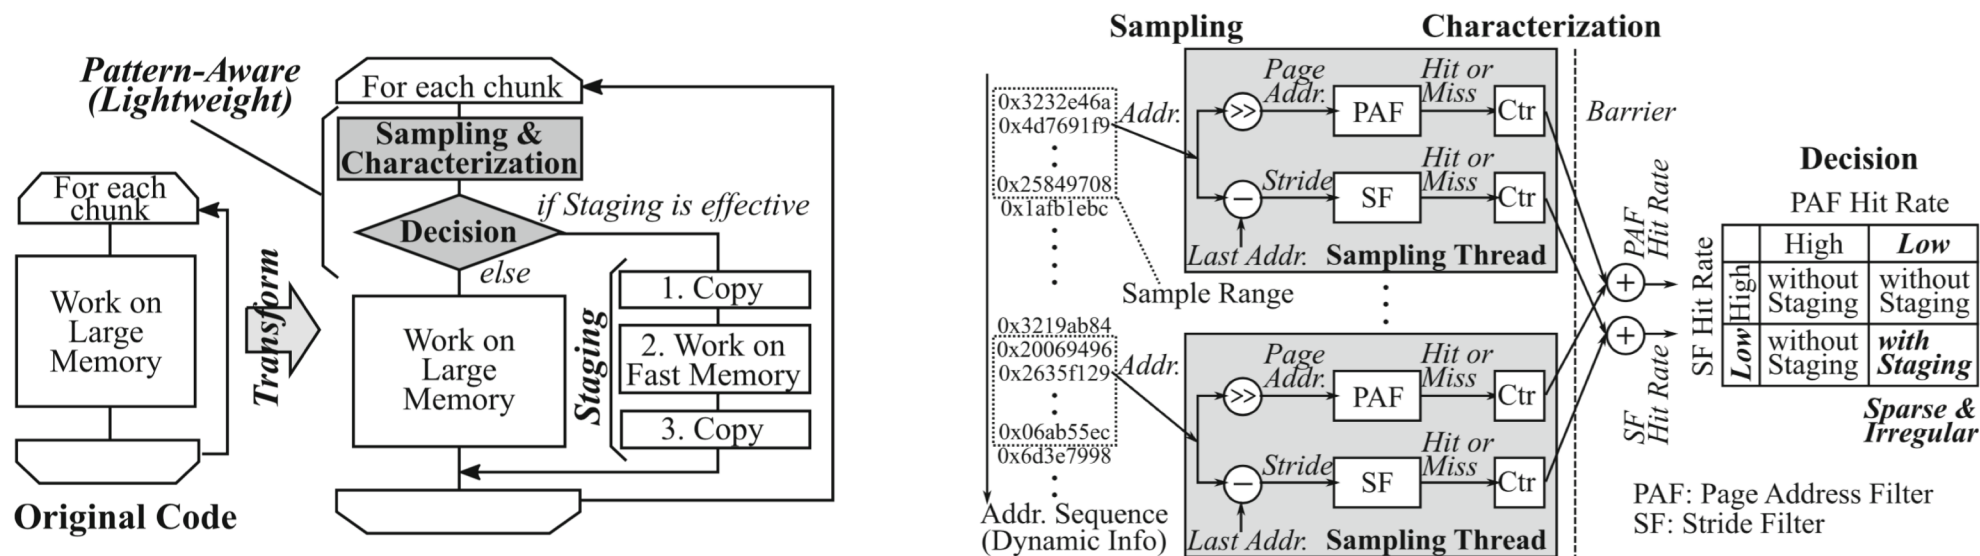 Pattern-Aware
(Lightweight)
For each
chunk
Work on
Large
Memory
Original Code
Transform
For each chunk
Sampling &
Characterization
Decision
if Staging is effective
else
Work on
Large
Memory
Staging
1. Copy
2. Work on
Fast Memory
3. Copy
Sampling
Characterization
0x3232e46a
0x4d7691f9
0x25849708
0x1afb1ebc
Addr.
Page
Addr.
>>
PAF
Hit or
Miss
Ctr
−
Stride
SF
Hit or
Miss
Ctr
Last Addr.
Sampling Thread
Sample Range
0x3219ab84
0x20069496
0x2635f129
0x06ab55ec
0x6d3e7998
Addr. Sequence
(Dynamic Info)
Addr.
Page
Addr.
>>
PAF
Hit or
Miss
Ctr
−
Stride
SF
Hit or
Miss
Ctr
Last Addr.
Sampling Thread
Barrier
PAF
Hit Rate
+
+
SF
Hit Rate
Decision
PAF Hit Rate
SF Hit Rate
High Low
High
without
Staging
without
Staging
Low
without
Staging
with
Staging
Sparse &
Irregular
PAF: Page Address Filter
SF: Stride Filter